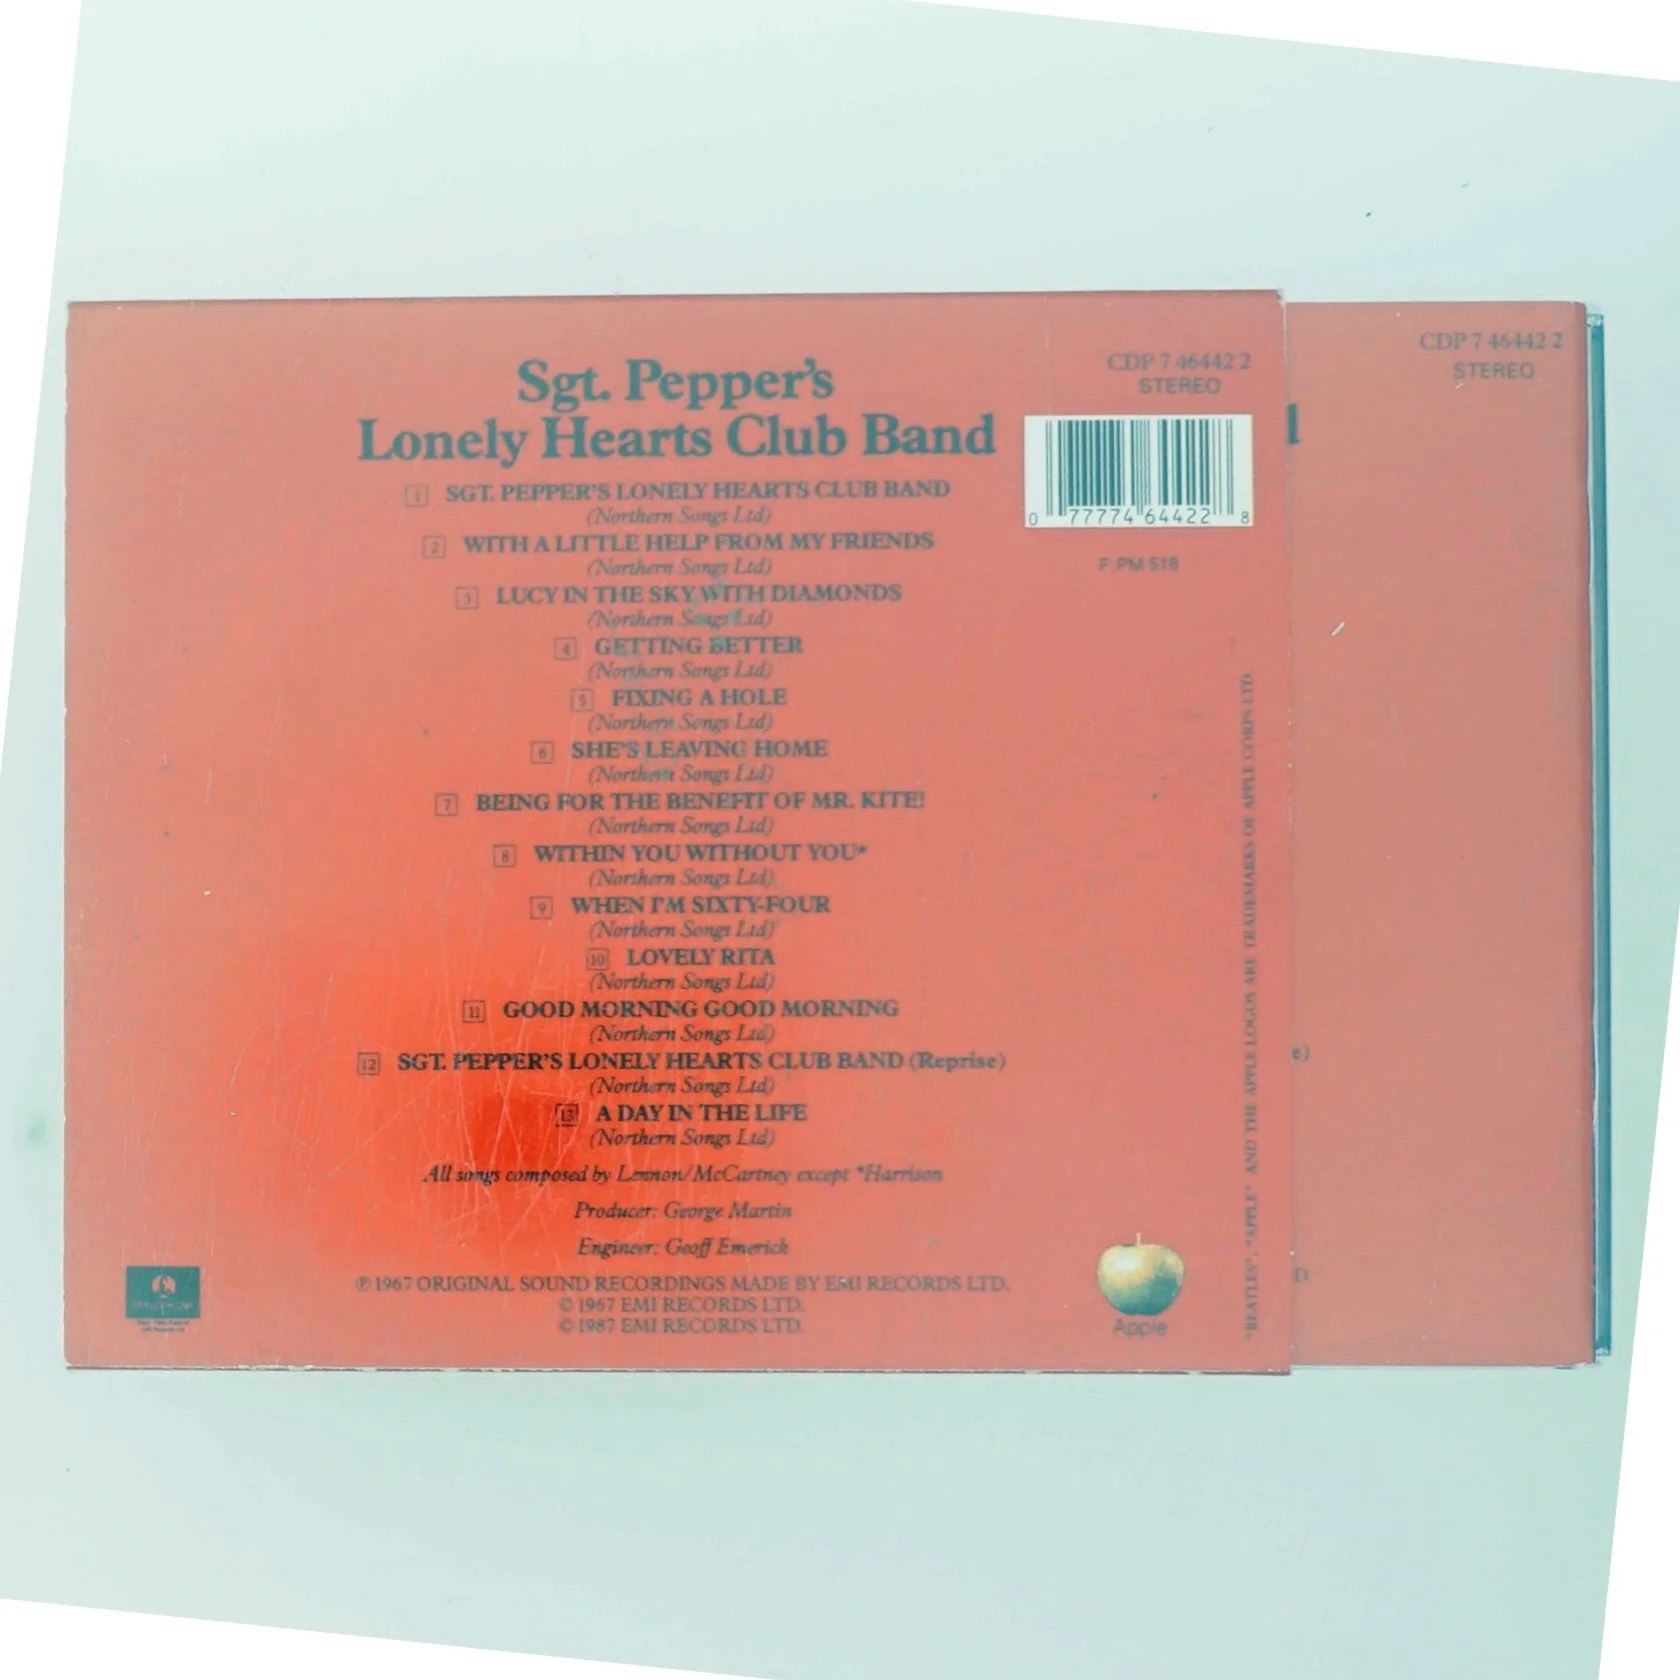 Sgt. Pepper's
Lonely Hearts Club Band
CDP 7 46442 2
STEREO
0 77774 64422 8
F: PM 518
1 SGT. PEPPER'S LONELY HEARTS CLUB BAND
(Northern Songs Ltd)
2 WITH A LITTLE HELP FROM MY FRIENDS
(Northern Songs Ltd)
3 LUCY IN THE SKY WITH DIAMONDS
(Northern Songs Ltd)
4 GETTING BETTER
(Northern Songs Ltd)
5 FIXING A HOLE
(Northern Songs Ltd)
6 SHE'S LEAVING HOME
(Northern Songs Ltd)
7 BEING FOR THE BENEFIT OF MR. KITE!
(Northern Songs Ltd)
8 WITHIN YOU WITHOUT YOU*
(Northern Songs Ltd)
9 WHEN I'M SIXTY-FOUR
(Northern Songs Ltd)
10 LOVELY RITA
(Northern Songs Ltd)
11 GOOD MORNING GOOD MORNING
(Northern Songs Ltd)
12 SGT. PEPPER'S LONELY HEARTS CLUB BAND (Reprise)
(Northern Songs Ltd)
13 A DAY IN THE LIFE
(Northern Songs Ltd)
All songs composed by Lennon/McCartney except *Harrison
Producer: George Martin
Engineer: Geoff Emerick
℗ 1967 ORIGINAL SOUND RECORDINGS MADE BY EMI RECORDS LTD.
© 1967 EMI RECORDS LTD.
© 1987 EMI RECORDS LTD.
Apple
"BEATLES", "APPLE" AND THE APPLE LOGOS ARE TRADEMARKS OF APPLE CORPS LTD.
CDP 7 46442 2
STEREO
d
e)
D.